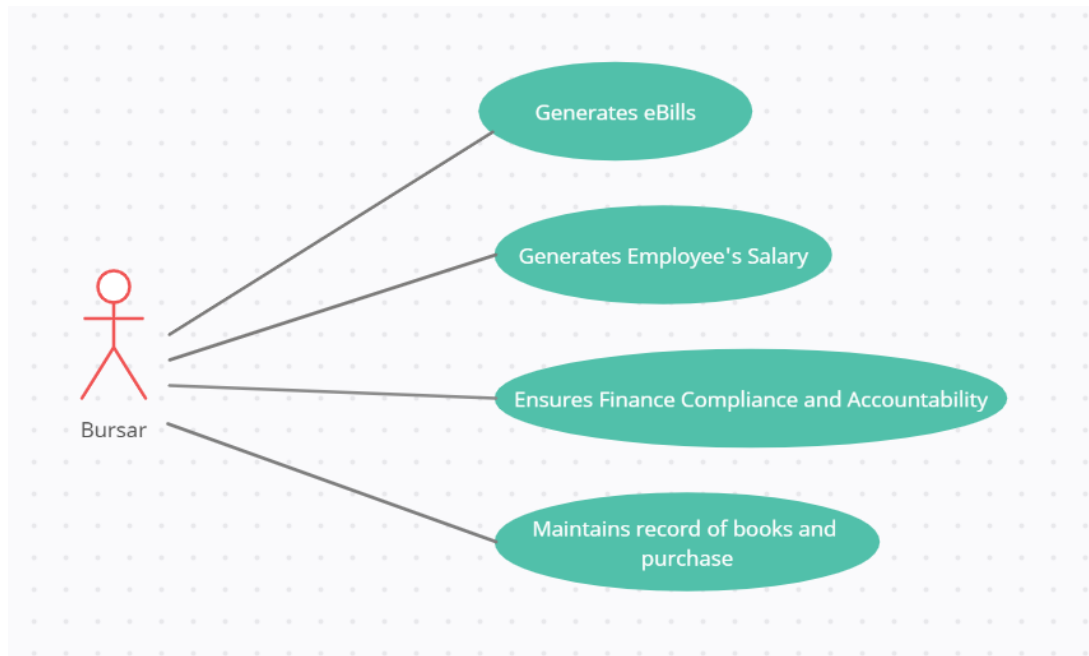 Generates eBills
Generates Employee's Salary
Ensures Finance Compliance and Accountability
Bursar
Maintains record of books and
purchase